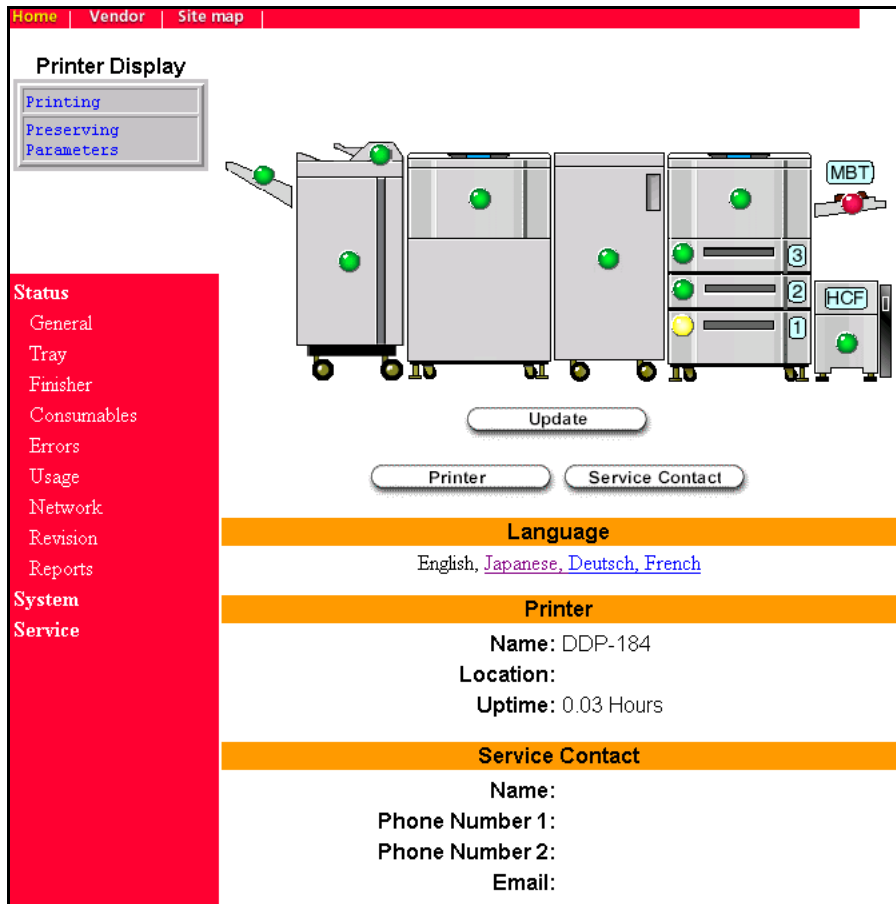 Home | Vendor | Site map |
Printer Display
Printing
Preserving
Parameters
MBT
3
2
HCF
1
Status
General
Tray
Finisher
Consumables
Errors
Usage
Network
Revision
Reports
System
Service
Update
Printer
Service Contact
Language
English, Japanese, Deutsch, French
Printer
Name: DDP-184
Location:
Uptime: 0.03 Hours
Service Contact
Name:
Phone Number 1:
Phone Number 2:
Email: